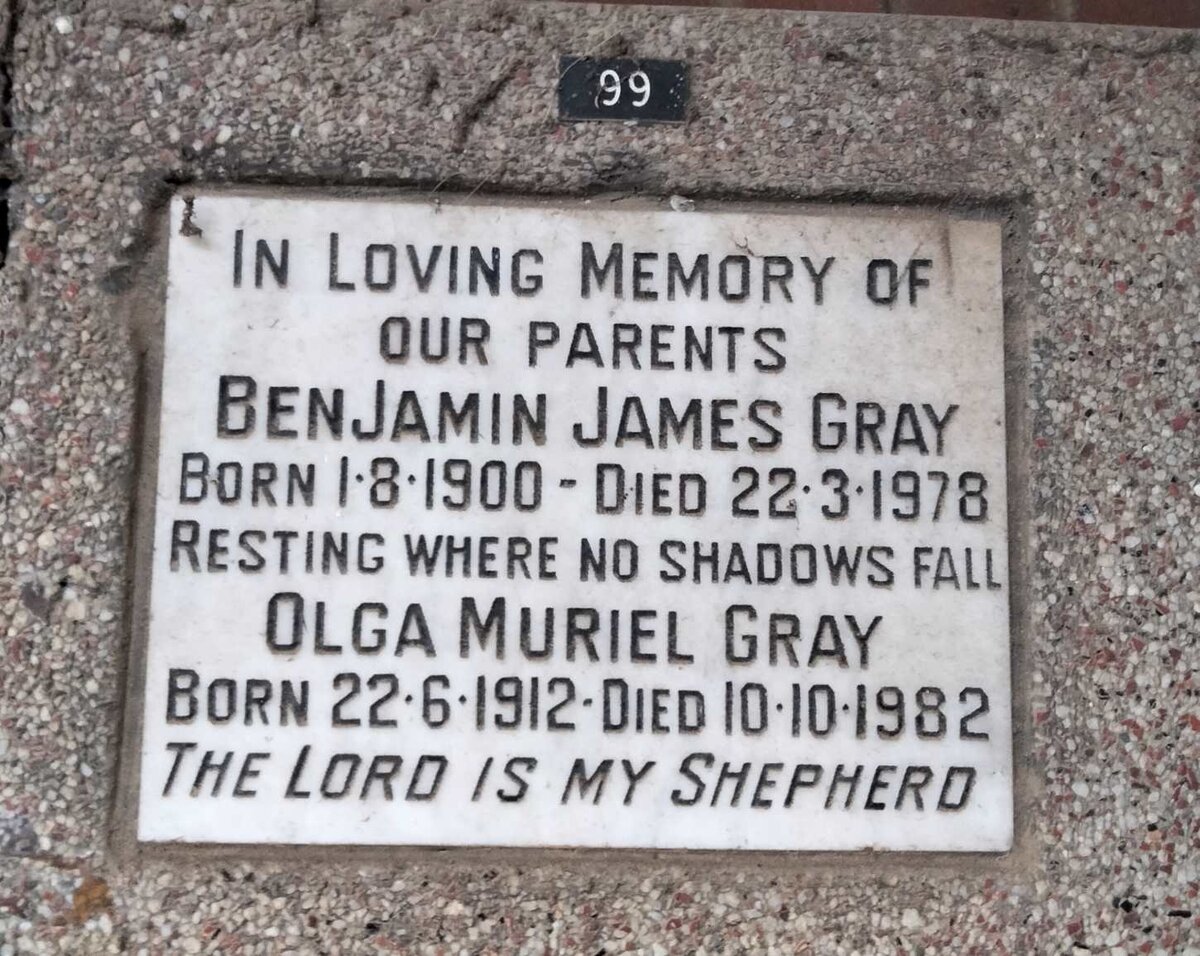 99
IN LOVING MEMORY OF
OUR PARENTS
BENJAMIN JAMES GRAY
BORN 1·8·1900 - DIED 22·3·1978
RESTING WHERE NO SHADOWS FALL
OLGA MURIEL GRAY
BORN 22·6·1912·DIED 10·10·1982
THE LORD IS MY SHEPHERD